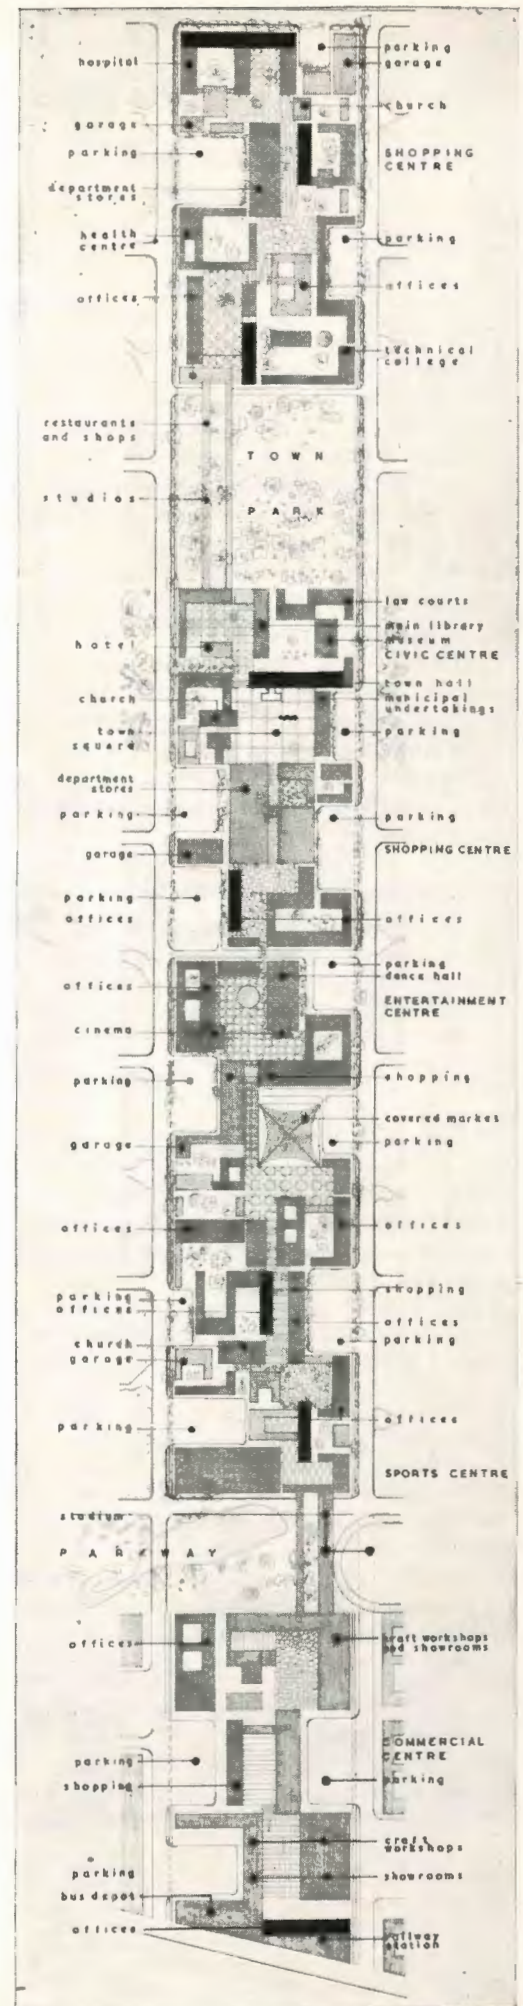 parking
hospital
garage
church
garage
parking
SHOPPING
CENTRE
department
stores
health
centre
parking
offices
offices
technical
college
restaurants
and shops
TOWN
studios
PARK
law courts
main library
museum
hotel
CIVIC CENTRE
town hall
church
municipal
undertakings
town
square
parking
department
stores
parking
parking
garage
SHOPPING CENTRE
parking
offices
offices
parking
dance hall
offices
ENTERTAINMENT
CENTRE
cinema
parking
shopping
covered market
garage
parking
offices
offices
shopping
parking
offices
offices
church
parking
garage
offices
parking
SPORTS CENTRE
stadium
PARKWAY
offices
craft workshops
and showrooms
COMMERCIAL
CENTRE
parking
shopping
parking
craft
workshops
parking
showrooms
bus depot
offices
railway
station